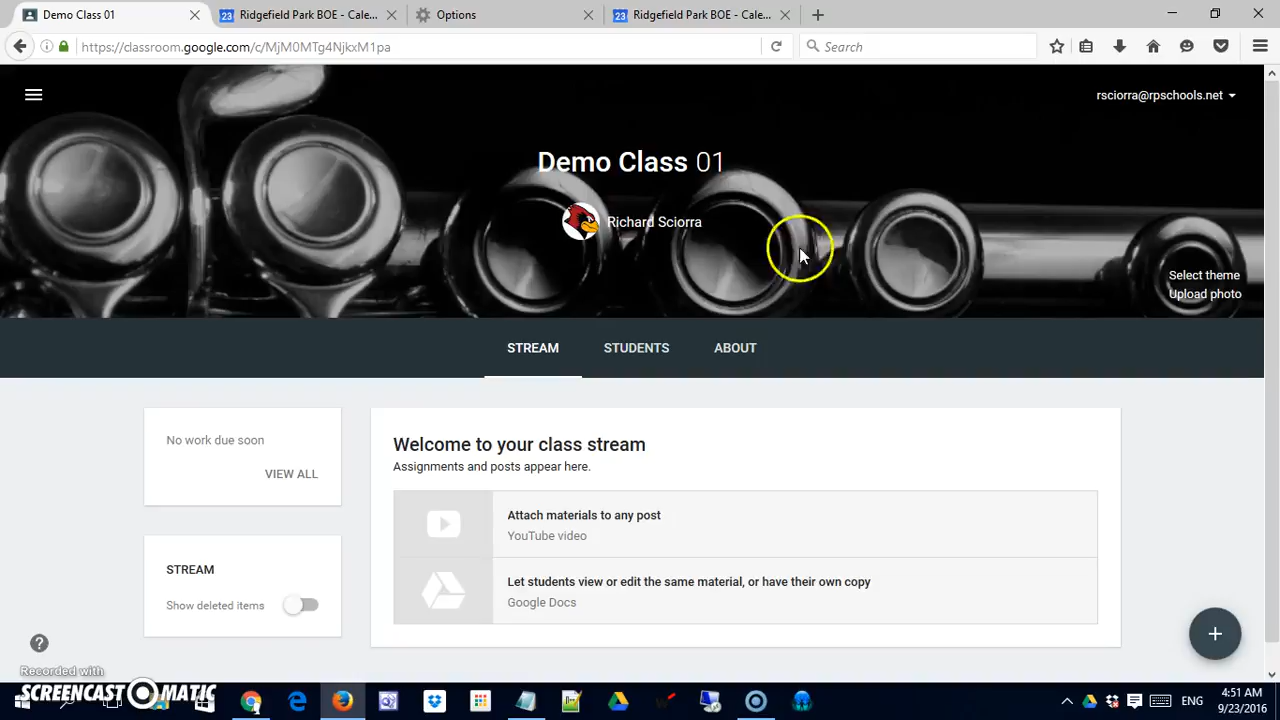 Demo Class 01
23 Ridgefield Park BOE - Cale...
Options
23 Ridgefield Park BOE - Cale...
https://classroom.google.com/c/MjM0MTg4NjkxM1pa
Search
rsciorra@rpschools.net
Demo Class 01
Richard Sciorra
Select theme
Upload photo
STREAM STUDENTS ABOUT
No work due soon
VIEW ALL
Welcome to your class stream
Assignments and posts appear here.
Attach materials to any post
YouTube video
STREAM
Show deleted items
Let students view or edit the same material, or have their own copy
Google Docs
?
+
Recorded with
SCREENCAST MATIC
ENG
4:51 AM
9/23/2016